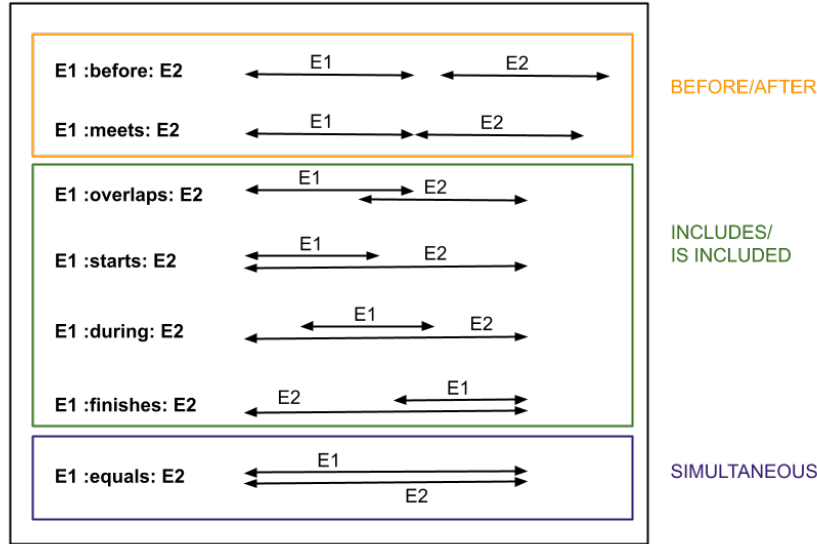 E1 :before: E2
E1
E2
BEFORE/AFTER
E1 :meets: E2
E1
E2
E1 :overlaps: E2
E1
E2
E1 :starts: E2
E1
E2
INCLUDES/
IS INCLUDED
E1 :during: E2
E1
E2
E1 :finishes: E2
E2
E1
E1 :equals: E2
E1
E2
SIMULTANEOUS